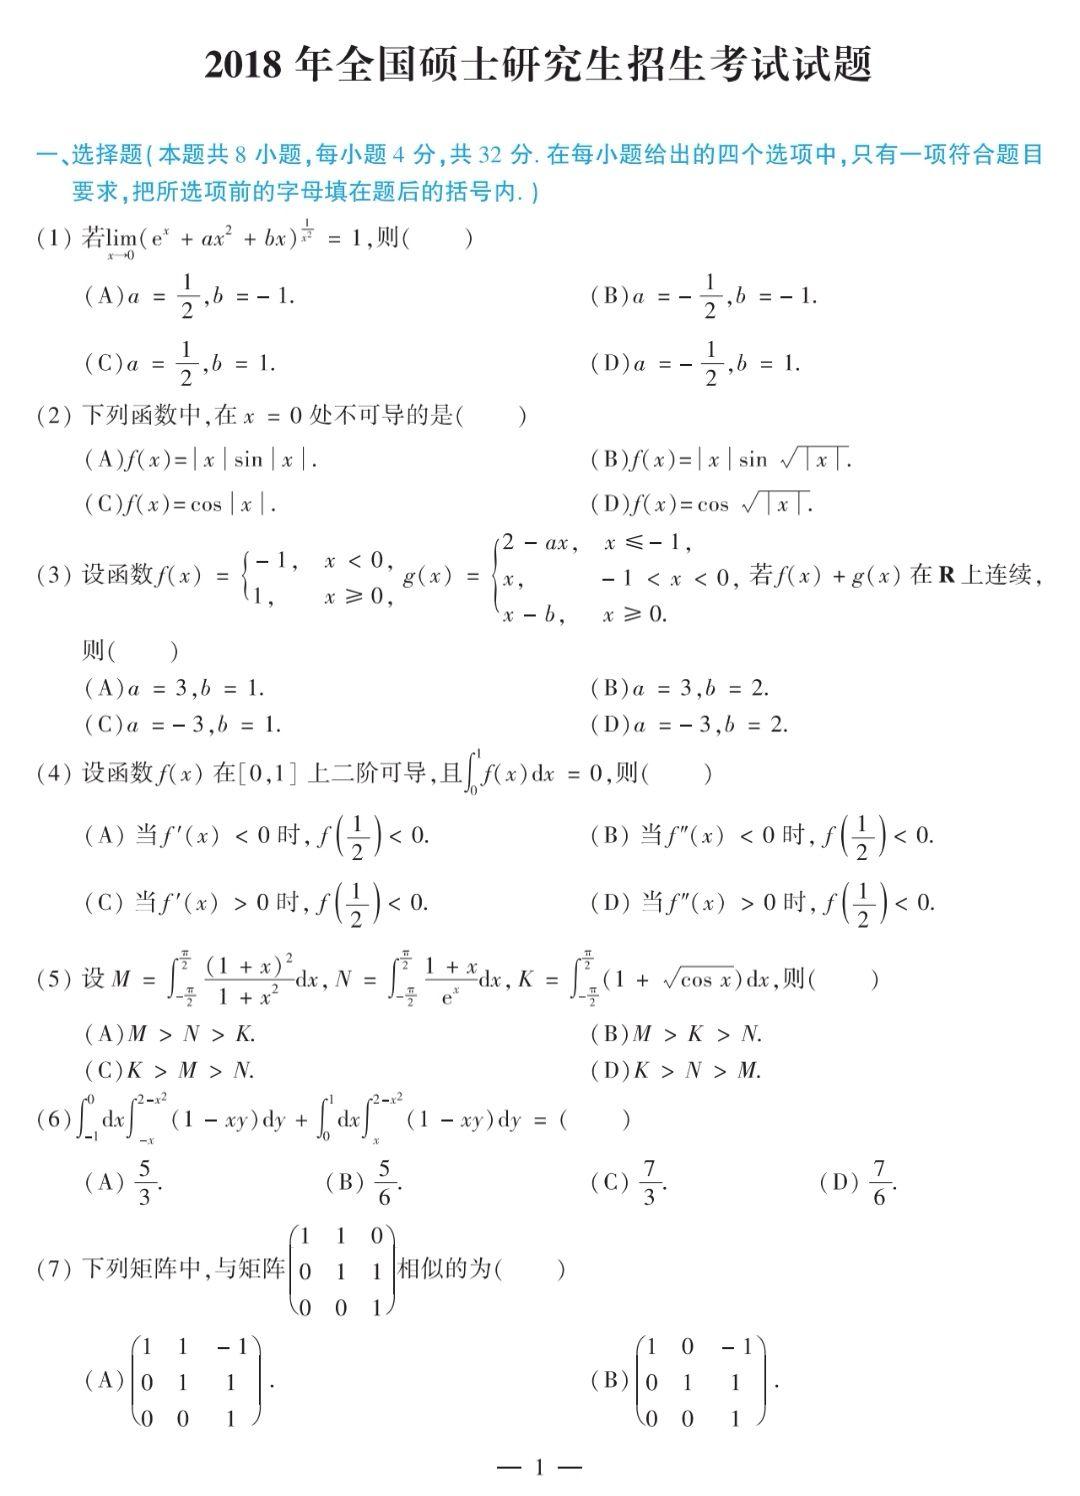 2018 年全国硕士研究生招生考试试题
一、选择题(本题共 8 小题,每小题 4 分,共 32 分. 在每小题给出的四个选项中,只有一项符合题目
要求,把所选项前的字母填在题后的括号内.)
(1) 若$\lim\limits_{x\to 0}(e^x + ax^2 + bx)^{\frac{1}{x^2}} = 1$,则(  )
(A)$a = \frac{1}{2}, b = -1$. (B)$a = -\frac{1}{2}, b = -1$.
(C)$a = \frac{1}{2}, b = 1$. (D)$a = -\frac{1}{2}, b = 1$.
(2) 下列函数中,在 $x = 0$ 处不可导的是(  )
(A)$f(x)=|x|\sin|x|$. (B)$f(x)=|x|\sin\sqrt{|x|}$.
(C)$f(x)=\cos|x|$. (D)$f(x)=\cos\sqrt{|x|}$.
(3) 设函数$f(x) = \begin{cases} -1, & x < 0, \\ 1, & x \geqslant 0, \end{cases}$ $g(x) = \begin{cases} 2 - ax, & x \leqslant -1, \\ x, & -1 < x < 0, \\ x - b, & x \geqslant 0. \end{cases}$ 若$f(x) + g(x)$ 在 $\mathbf{R}$ 上连续,
则(  )
(A)$a = 3, b = 1$. (B)$a = 3, b = 2$.
(C)$a = -3, b = 1$. (D)$a = -3, b = 2$.
(4) 设函数 $f(x)$ 在$[0,1]$ 上二阶可导,且$\int_0^1 f(x)dx = 0$,则(  )
(A) 当$f'(x) < 0$ 时,$f\left(\frac{1}{2}\right) < 0$. (B) 当$f''(x) < 0$ 时,$f\left(\frac{1}{2}\right) < 0$.
(C) 当$f'(x) > 0$ 时,$f\left(\frac{1}{2}\right) < 0$. (D) 当$f''(x) > 0$ 时,$f\left(\frac{1}{2}\right) < 0$.
(5) 设 $M = \int_{-\frac{\pi}{2}}^{\frac{\pi}{2}} \frac{(1 + x)^2}{1 + x^2}dx$, $N = \int_{-\frac{\pi}{2}}^{\frac{\pi}{2}} \frac{1 + x}{e^x}dx$, $K = \int_{-\frac{\pi}{2}}^{\frac{\pi}{2}} (1 + \sqrt{\cos x})dx$,则(  )
(A)$M > N > K$. (B)$M > K > N$.
(C)$K > M > N$. (D)$K > N > M$.
(6)$\int_{-1}^0 dx\int_{-x}^{2-x^2} (1 - xy)dy + \int_0^1 dx\int_x^{2-x^2} (1 - xy)dy = $(  )
(A)$\frac{5}{3}$. (B)$\frac{5}{6}$. (C)$\frac{7}{3}$. (D)$\frac{7}{6}$.
(7) 下列矩阵中,与矩阵$\begin{pmatrix} 1 & 1 & 0 \\ 0 & 1 & 1 \\ 0 & 0 & 1 \end{pmatrix}$相似的为(  )
(A)$\begin{pmatrix} 1 & 1 & -1 \\ 0 & 1 & 1 \\ 0 & 0 & 1 \end{pmatrix}$. (B)$\begin{pmatrix} 1 & 0 & -1 \\ 0 & 1 & 1 \\ 0 & 0 & 1 \end{pmatrix}$.
— 1 —